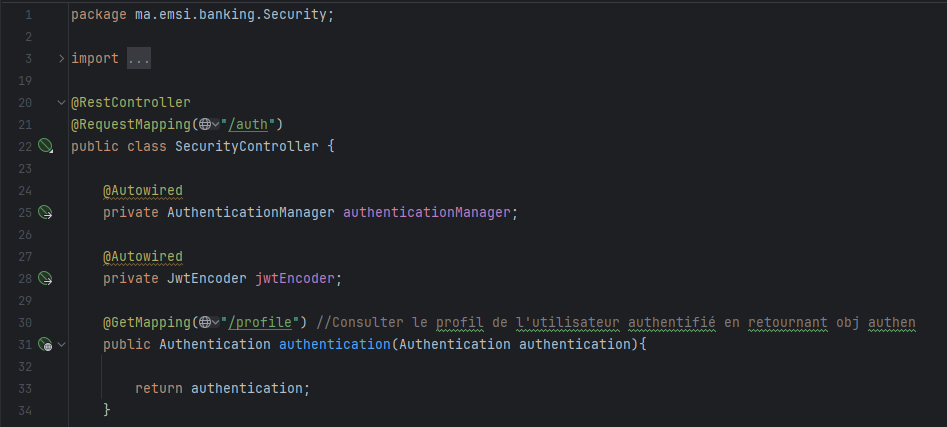 1 package ma.emsi.banking.Security;
2
3 import ...
19
20 @RestController
21 @RequestMapping("/auth")
22 public class SecurityController {
23
24 @Autowired
25 private AuthenticationManager authenticationManager;
26
27 @Autowired
28 private JwtEncoder jwtEncoder;
29
30 @GetMapping("/profile") //Consulter le profil de l'utilisateur authentifié en retournant obj authen
31 public Authentication authentication(Authentication authentication){
32
33 return authentication;
34 }